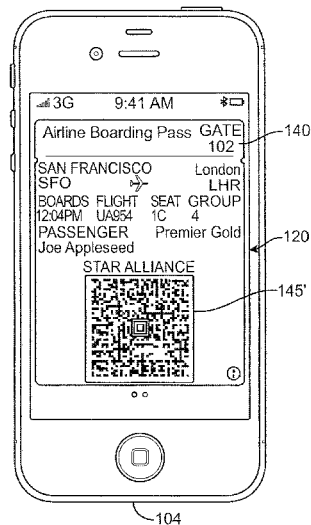 3G 9:41 AM
Airline Boarding Pass GATE
102
140
SAN FRANCISCO London
SFO LHR
BOARDS FLIGHT SEAT GROUP
12:04PM UA954 1C 4
120
PASSENGER Premier Gold
Joe Appleseed
STAR ALLIANCE
145'
104